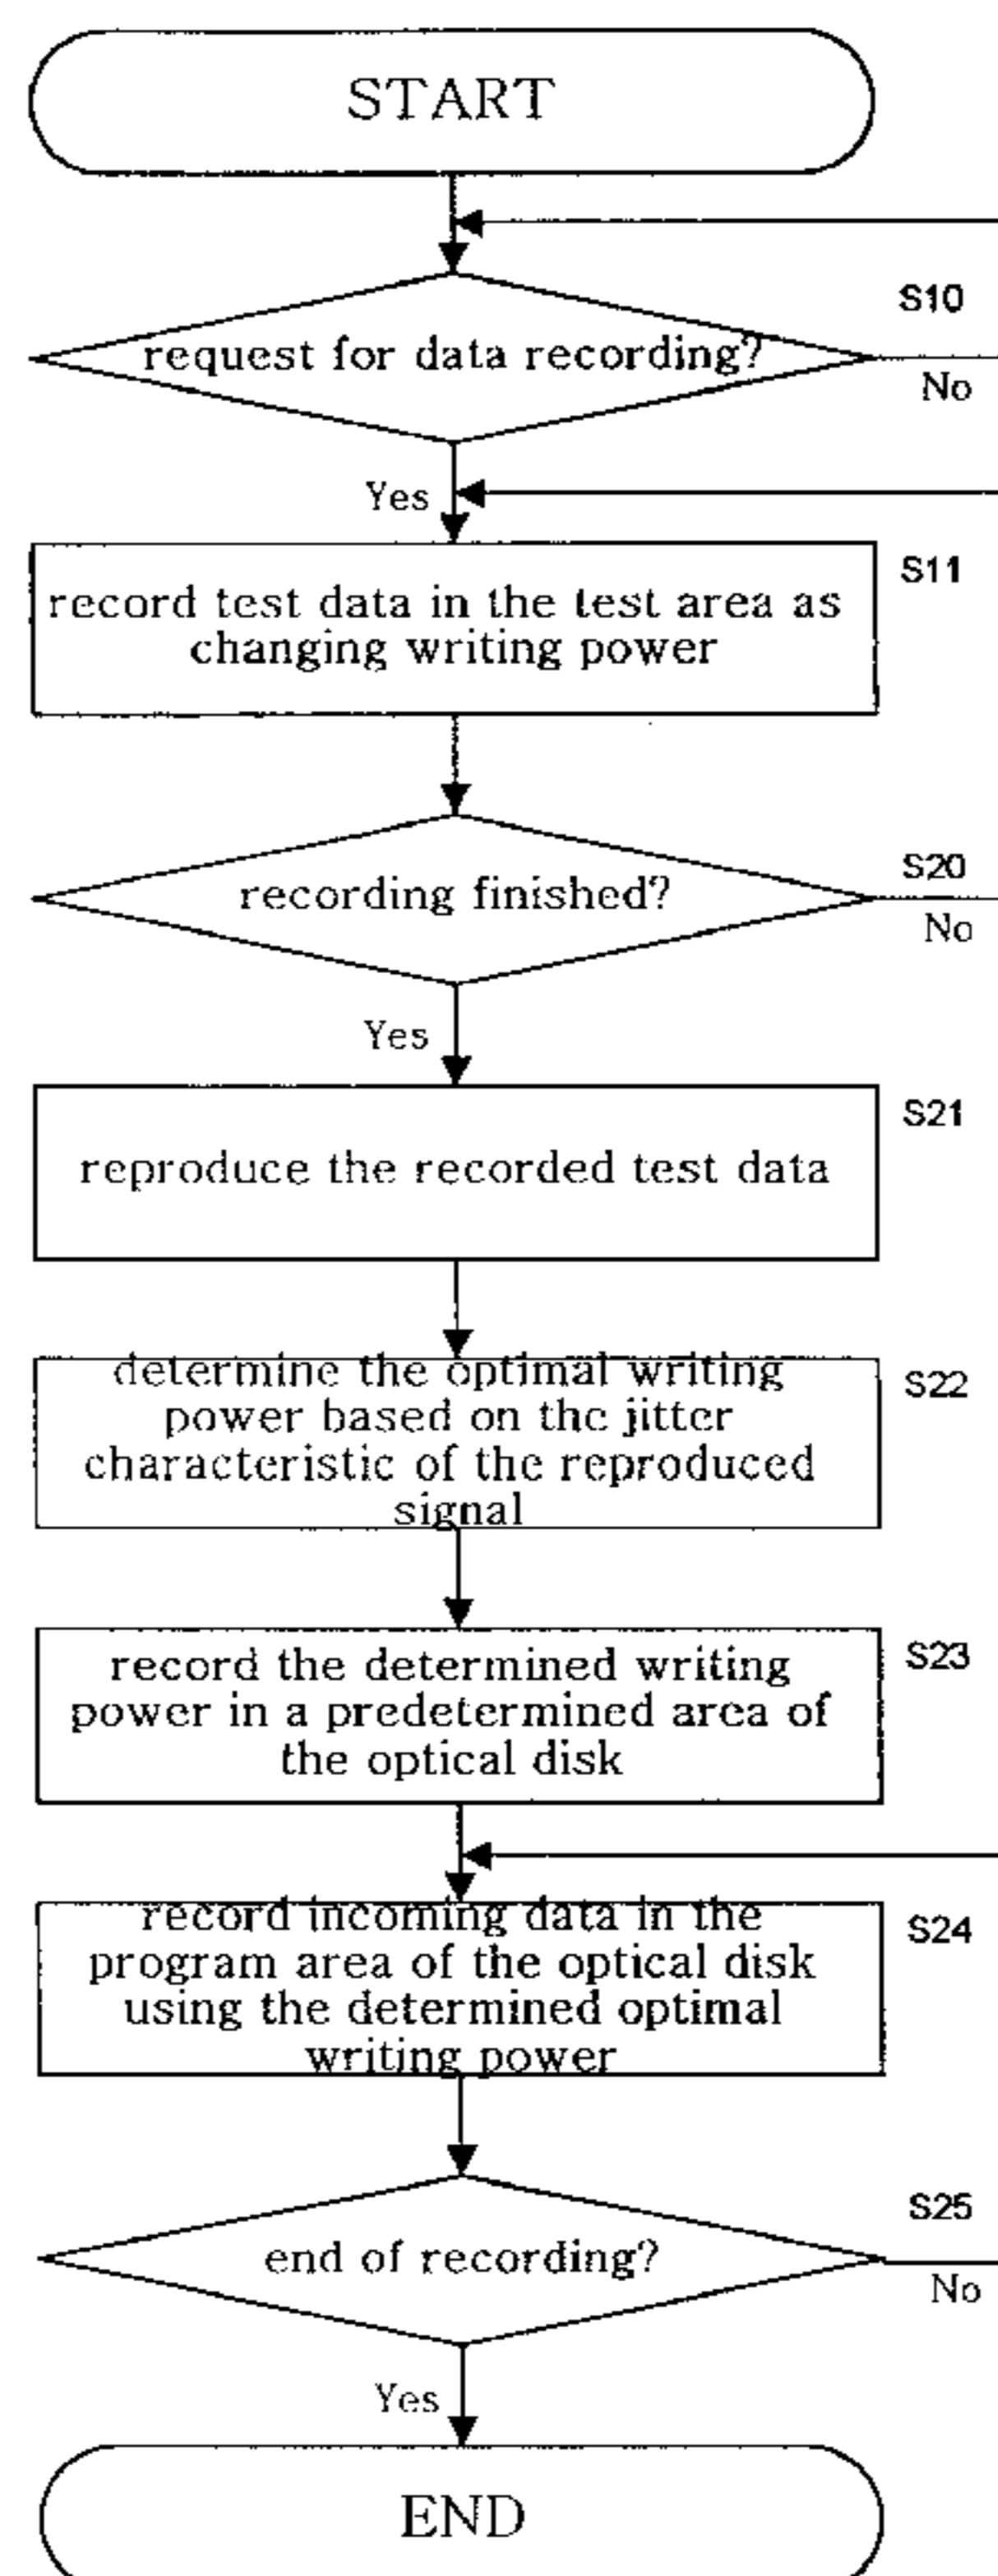 START
S10
request for data recording?
No
Yes
S11
record test data in the test area as
changing writing power
S20
recording finished?
No
Yes
S21
reproduce the recorded test data
S22
determine the optimal writing
power based on the jitter
characteristic of the reproduced
signal
S23
record the determined writing
power in a predetermined area of
the optical disk
S24
record incoming data in the
program area of the optical disk
using the determined optimal
writing power
S25
end of recording?
No
Yes
END